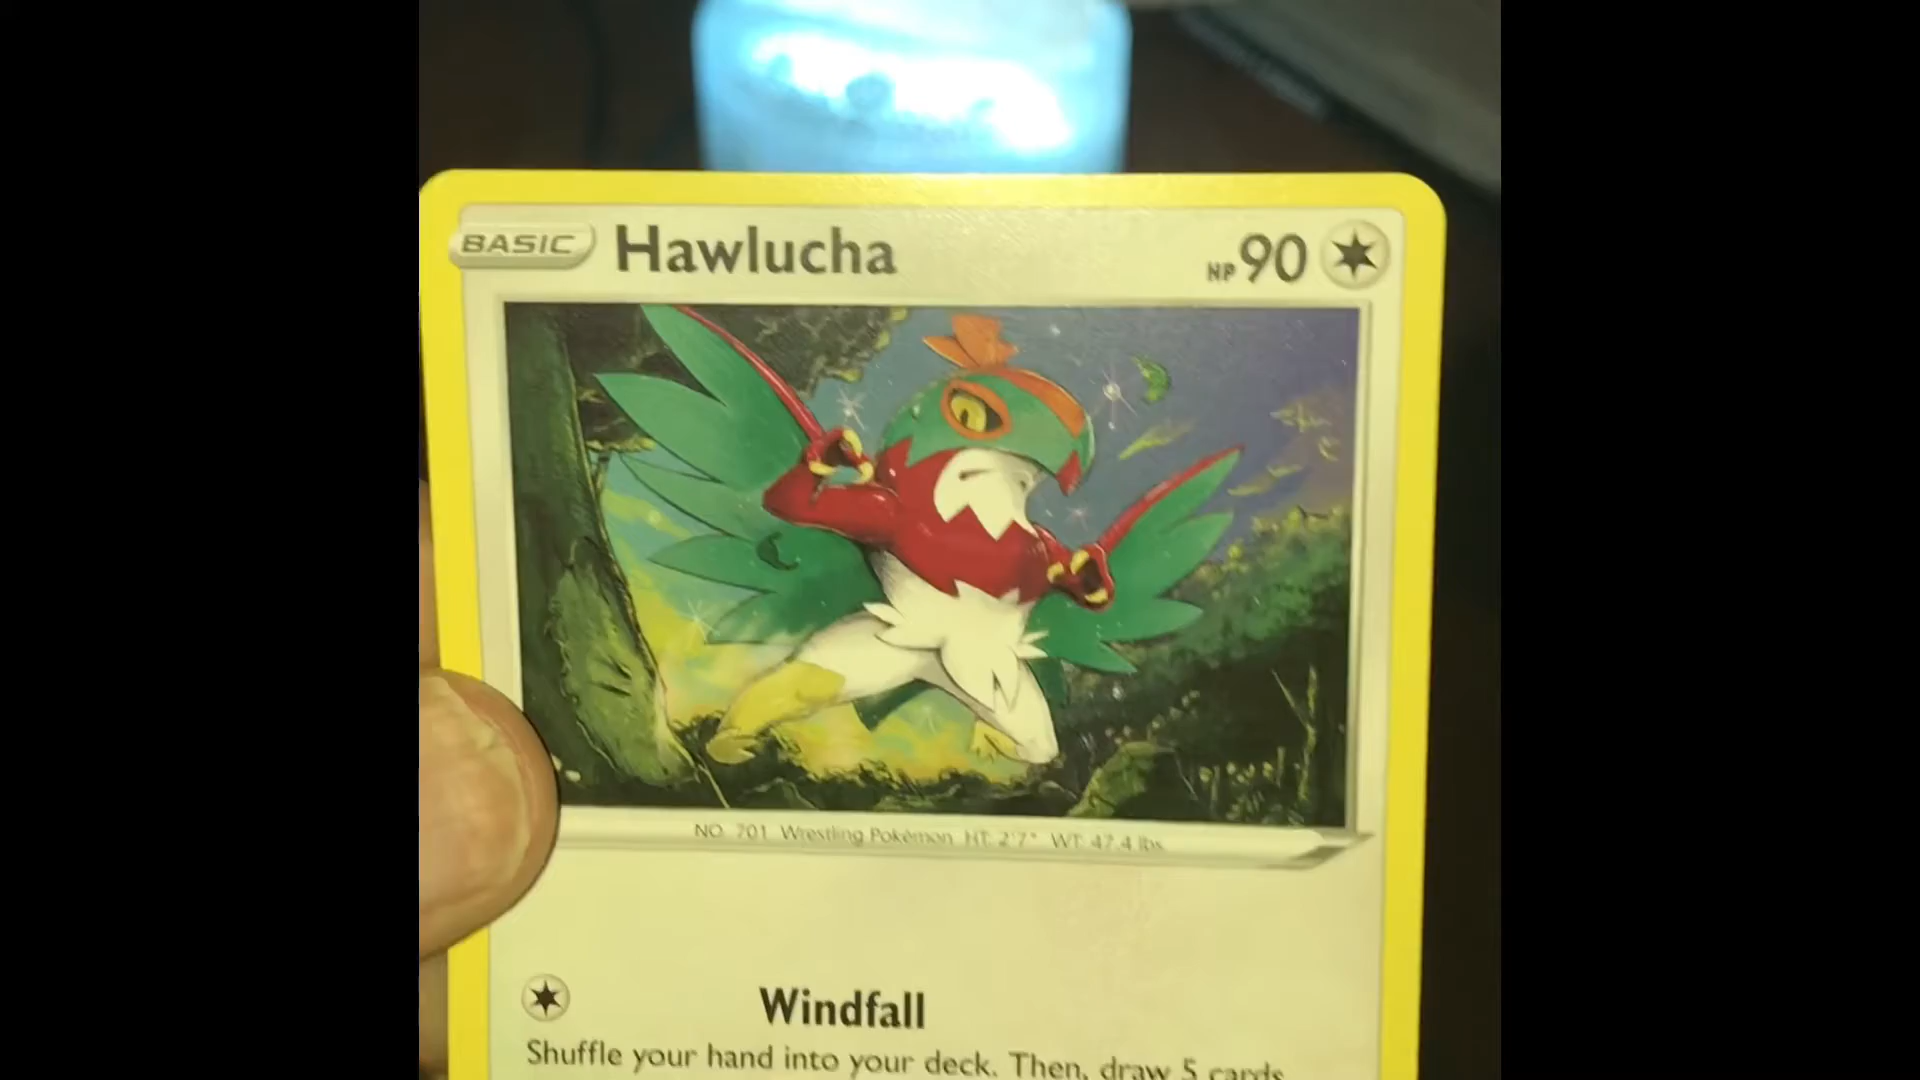 BASIC Hawlucha HP 90
NO. 701 Wrestling Pokémon HT: 2'7" WT: 47.4 lbs.
Windfall
Shuffle your hand into your deck. Then, draw 5 cards